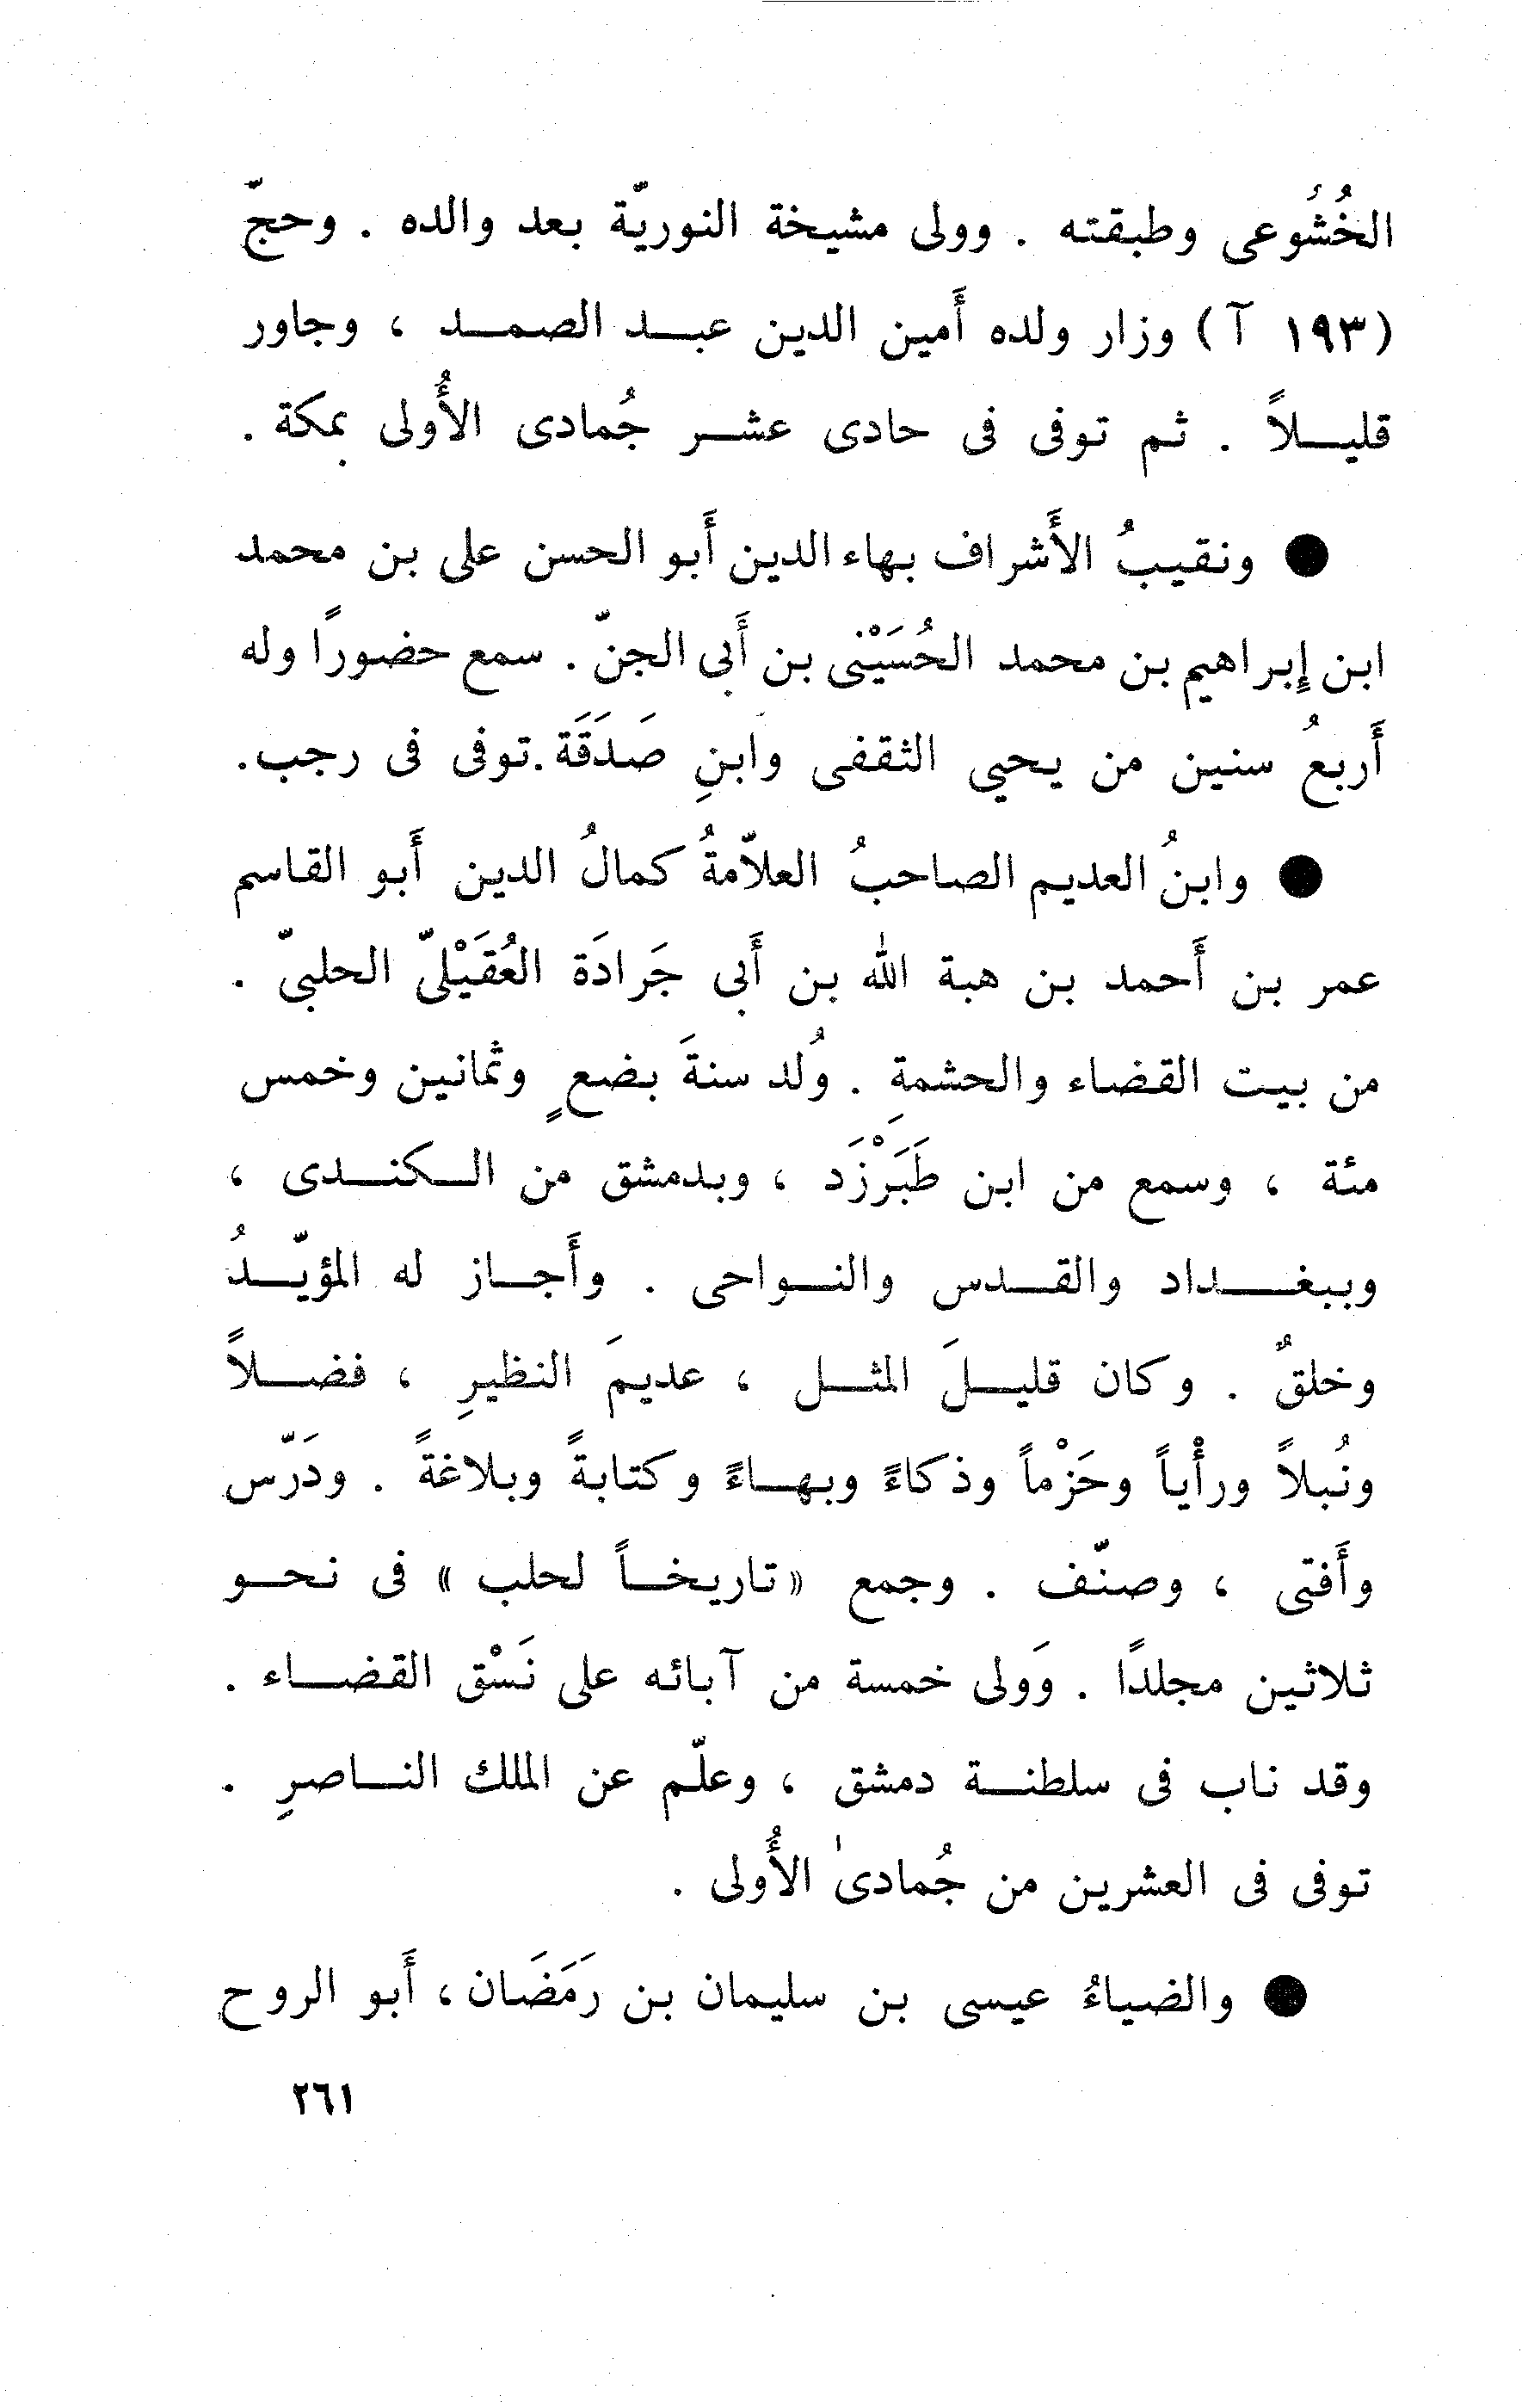 الخُشُوعى وطبقته . وولى مشيخة النوريّة بعد والده . وحجّ
(١٩٣ آ) وزار ولده أَمين الدين عبد الصمد ، وجاور
قليلاً . ثم توفى فى حادى عشر جُمادى الأُولى بمكة .
● ونقيبُ الأَشراف بهاء الدين أَبو الحسن على بن محمد
ابن إِبراهيم بن محمد الحُسَيْنى بن أَبى الجنّ . سمع حضورًا وله
أَربعُ سنين من يحيى الثقفى وابنِ صَدَقَة . توفى فى رجب .
● وابنُ العديم الصاحبُ العلاّمةُ كمالُ الدين أَبو القاسم
عمر بن أَحمد بن هبة الله بن أَبى جَرادَة العُقَيْلىّ الحلبىّ .
من بيت القضاء والحشمةِ . وُلد سنةَ بضعٍ وثمانين وخمس
مئة ، وسمع من ابن طَبَرْزَد ، وبدمشق من الكندى ،
وببغداد والقدس والنواحى . وأَجاز له المؤيّدُ
وخلقٌ . وكان قليلَ المثل ، عديمَ النظيرِ ، فضلاً
ونُبلاً ورأْياً وحَزْماً وذكاءً وبهاءً وكتابةً وبلاغةً . ودَرّس
وأَفتى ، وصنّف . وجمع «تاريخاً لحلب» فى نحو
ثلاثين مجلدًا . وَولى خمسة من آبائه على نَسْق القضاء .
وقد ناب فى سلطنة دمشق ، وعلّم عن الملك الناصرِ .
توفى فى العشرين من جُمادىٰ الأُولى .
● والضياءُ عيسى بن سليمان بن رَمَضَان ، أَبو الروح
٢٦١